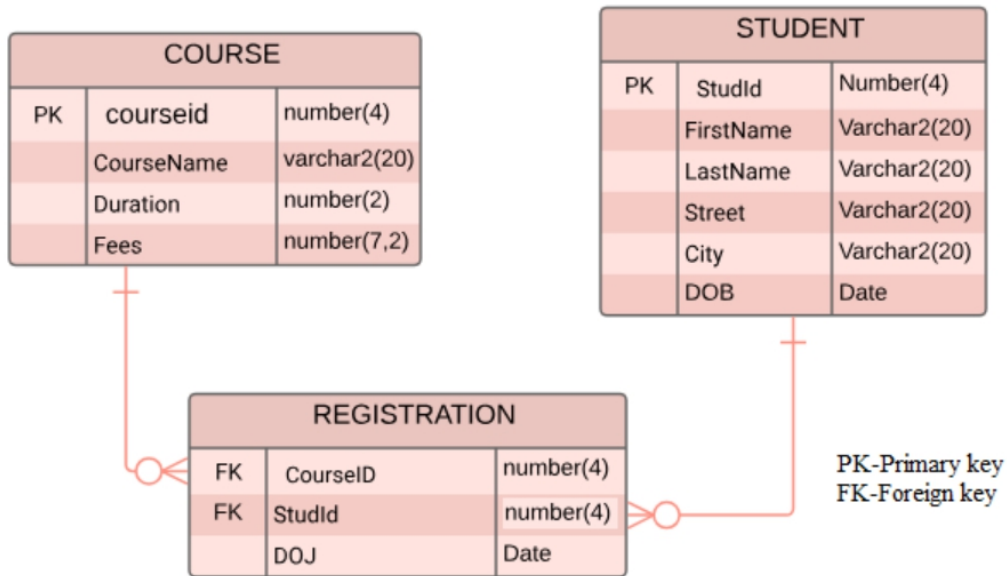 COURSE
PK courseid number(4)
CourseName varchar2(20)
Duration number(2)
Fees number(7,2)
STUDENT
PK StudId Number(4)
FirstName Varchar2(20)
LastName Varchar2(20)
Street Varchar2(20)
City Varchar2(20)
DOB Date
REGISTRATION
FK CourseID number(4)
FK StudId number(4)
DOJ Date
PK-Primary key
FK-Foreign key